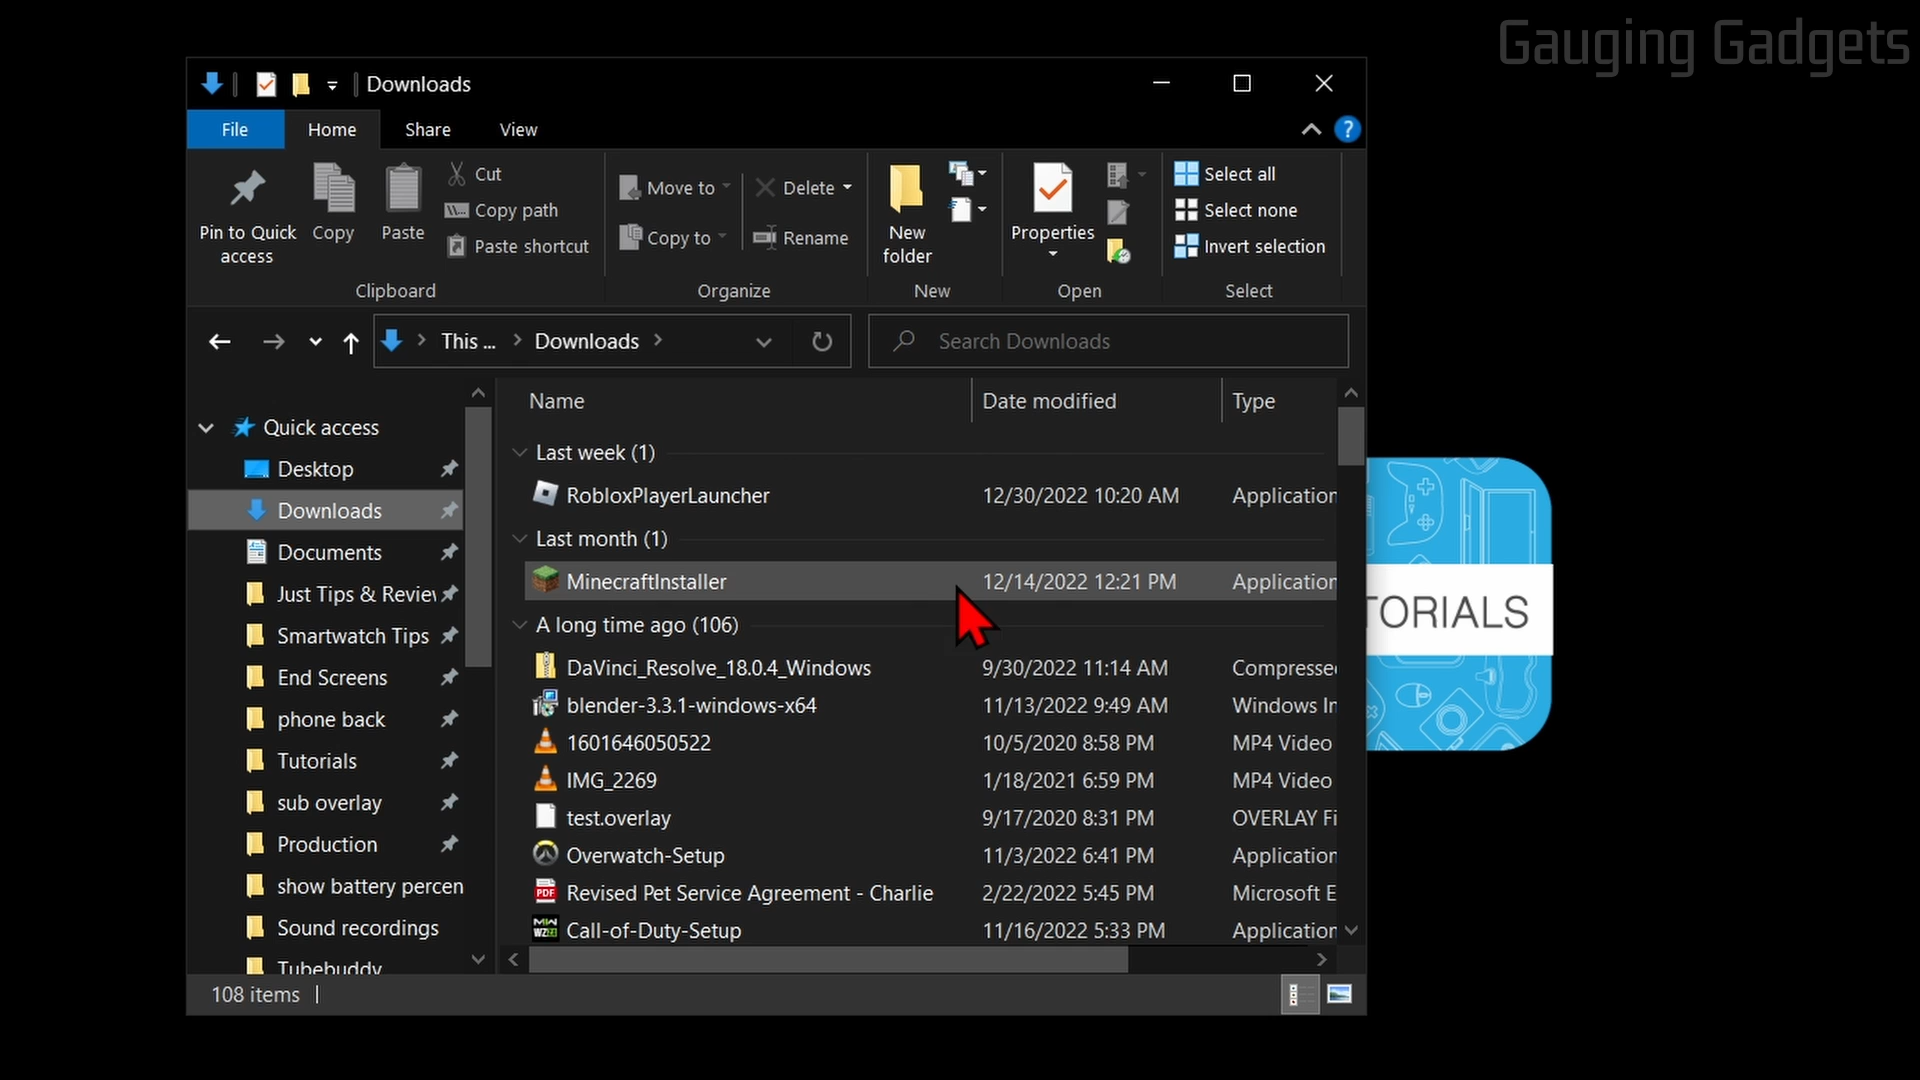 Gauging Gadgets
Downloads
File Home Share View
Pin to Quick access
Copy
Paste
Cut
Copy path
Paste shortcut
Clipboard
Move to
Copy to
Delete
Rename
Organize
New folder
New
Properties
Open
Select all
Select none
Invert selection
Select
This ... Downloads
Search Downloads
Quick access
Desktop
Downloads
Documents
Just Tips & Review
Smartwatch Tips
End Screens
phone back
Tutorials
sub overlay
Production
show battery percen
Sound recordings
Tubebuddy
Name Date modified Type
Last week (1)
RobloxPlayerLauncher 12/30/2022 10:20 AM Application
Last month (1)
MinecraftInstaller 12/14/2022 12:21 PM Application
A long time ago (106)
DaVinci_Resolve_18.0.4_Windows 9/30/2022 11:14 AM Compressed
blender-3.3.1-windows-x64 11/13/2022 9:49 AM Windows In
1601646050522 10/5/2020 8:58 PM MP4 Video
IMG_2269 1/18/2021 6:59 PM MP4 Video
test.overlay 9/17/2020 8:31 PM OVERLAY Fi
Overwatch-Setup 11/3/2022 6:41 PM Application
Revised Pet Service Agreement - Charlie 2/22/2022 5:45 PM Microsoft E
Call-of-Duty-Setup 11/16/2022 5:33 PM Application
108 items
TORIALS